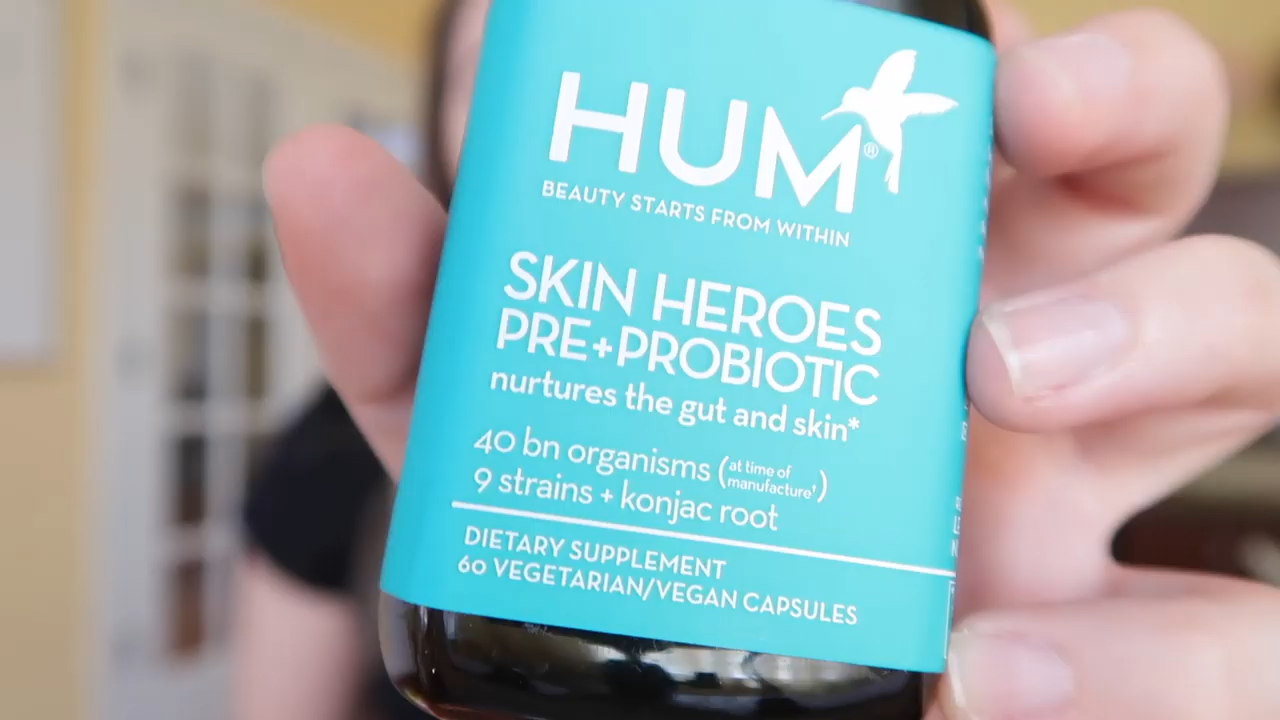 HUM®
BEAUTY STARTS FROM WITHIN
SKIN HEROES
PRE+PROBIOTIC
nurtures the gut and skin*
40 bn organisms (at time of manufacture†)
9 strains + konjac root
DIETARY SUPPLEMENT
60 VEGETARIAN/VEGAN CAPSULES